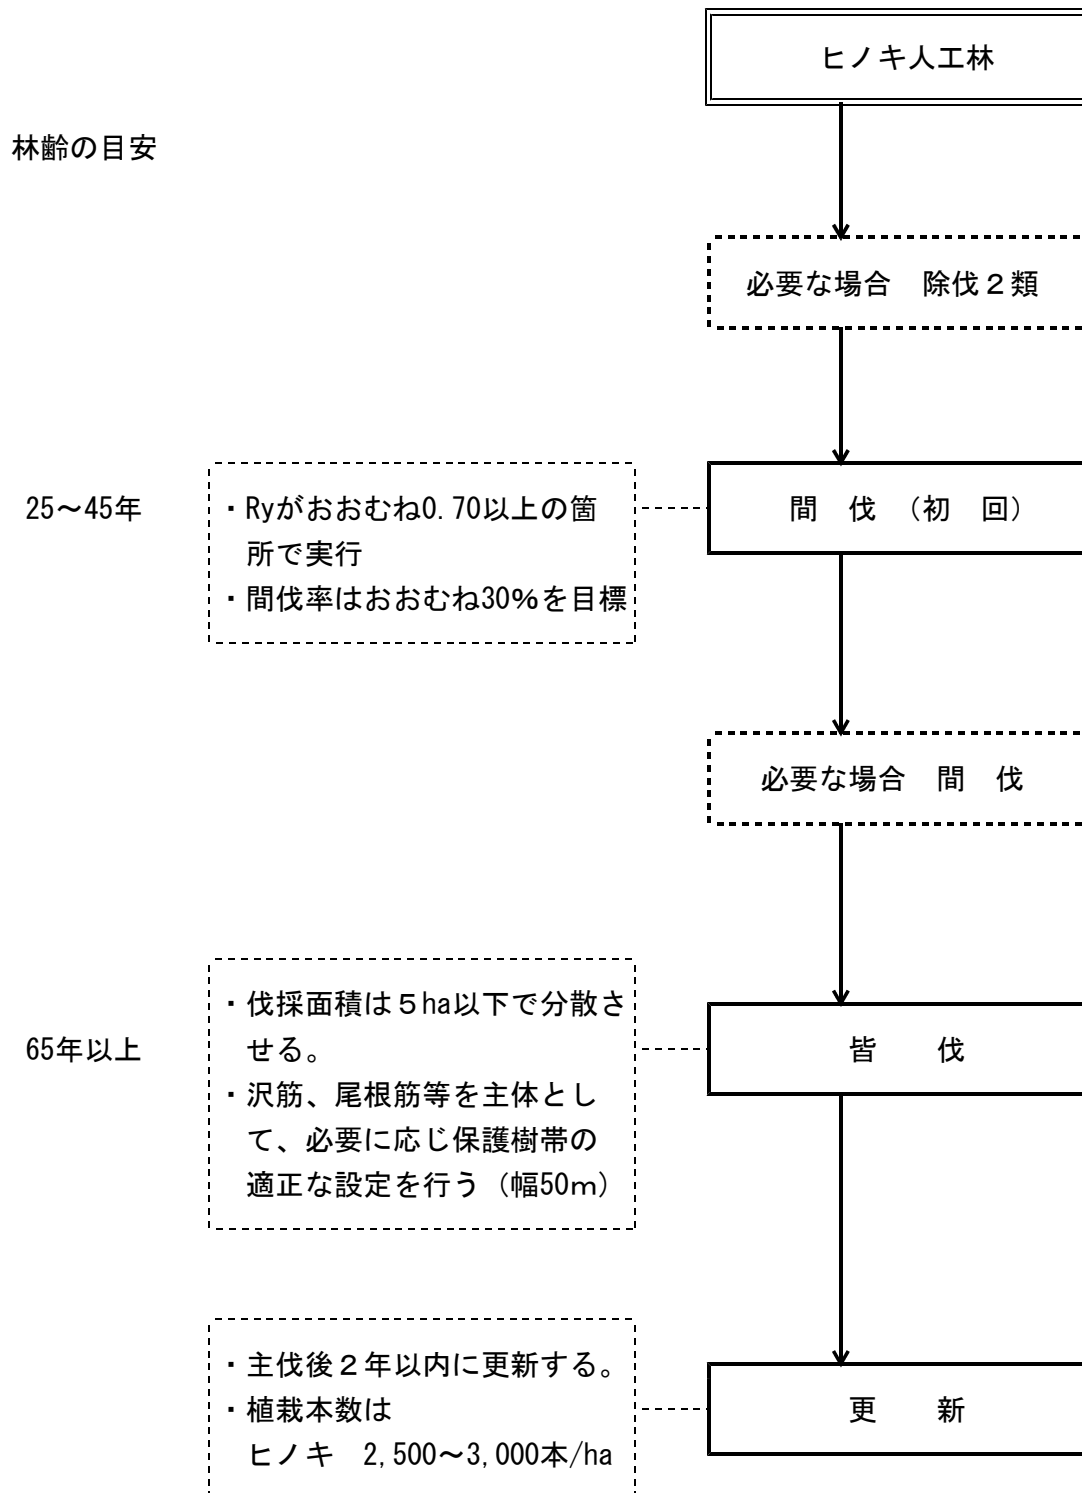 ヒノキ人工林
林齢の目安
必要な場合　除伐２類
25～45年
・Ryがおおむね0.70以上の箇
所で実行
・間伐率はおおむね30％を目標
間　伐　（初　回）
必要な場合　間　伐
65年以上
・伐採面積は５ha以下で分散さ
せる。
・沢筋、尾根筋等を主体とし
て、必要に応じ保護樹帯の
適正な設定を行う（幅50ｍ）
皆　　伐
・主伐後２年以内に更新する。
・植栽本数は
ヒノキ　2,500～3,000本/ha
更　　新